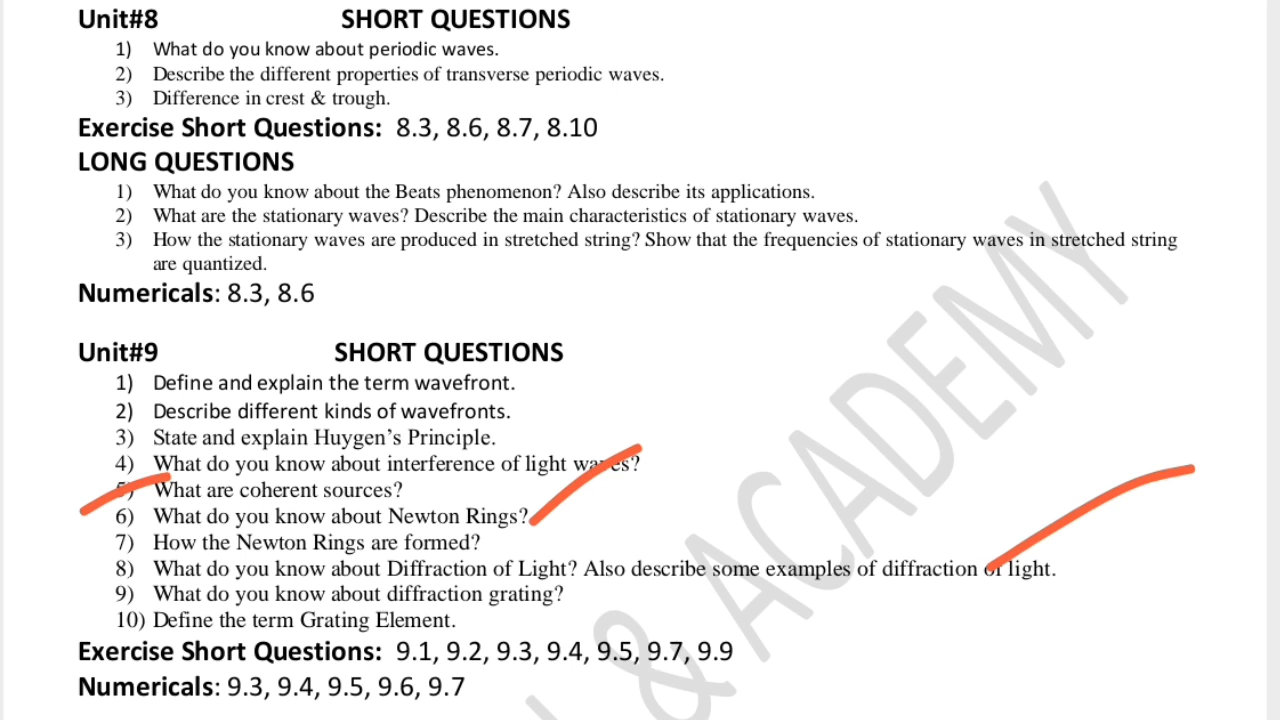 Unit#8 SHORT QUESTIONS
1) What do you know about periodic waves.
2) Describe the different properties of transverse periodic waves.
3) Difference in crest & trough.
Exercise Short Questions: 8.3, 8.6, 8.7, 8.10
LONG QUESTIONS
1) What do you know about the Beats phenomenon? Also describe its applications.
2) What are the stationary waves? Describe the main characteristics of stationary waves.
3) How the stationary waves are produced in stretched string? Show that the frequencies of stationary waves in stretched string
are quantized.
Numericals: 8.3, 8.6
Unit#9 SHORT QUESTIONS
1) Define and explain the term wavefront.
2) Describe different kinds of wavefronts.
3) State and explain Huygen’s Principle.
4) What do you know about interference of light waves?
5) What are coherent sources?
6) What do you know about Newton Rings?
7) How the Newton Rings are formed?
8) What do you know about Diffraction of Light? Also describe some examples of diffraction of light.
9) What do you know about diffraction grating?
10) Define the term Grating Element.
Exercise Short Questions: 9.1, 9.2, 9.3, 9.4, 9.5, 9.7, 9.9
Numericals: 9.3, 9.4, 9.5, 9.6, 9.7
& ACADEMY